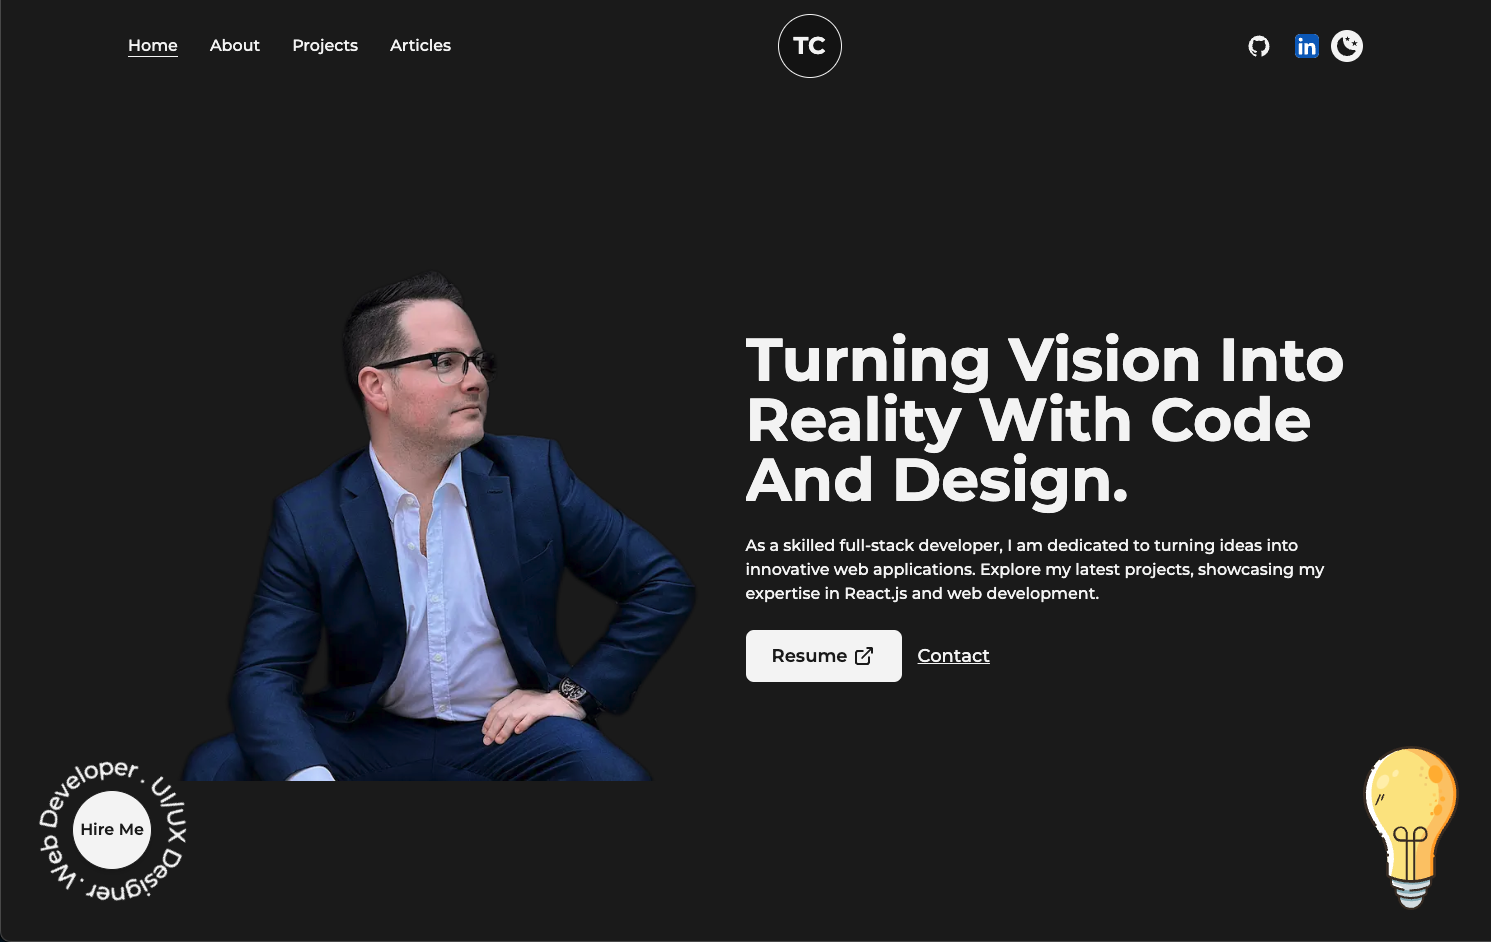 Home
About
Projects
Articles
TC
in
Turning Vision Into
Reality With Code
And Design.
As a skilled full-stack developer, I am dedicated to turning ideas into
innovative web applications. Explore my latest projects, showcasing my
expertise in React.js and web development.
Resume
Contact
Web Developer . UI/UX Designer .
Hire Me